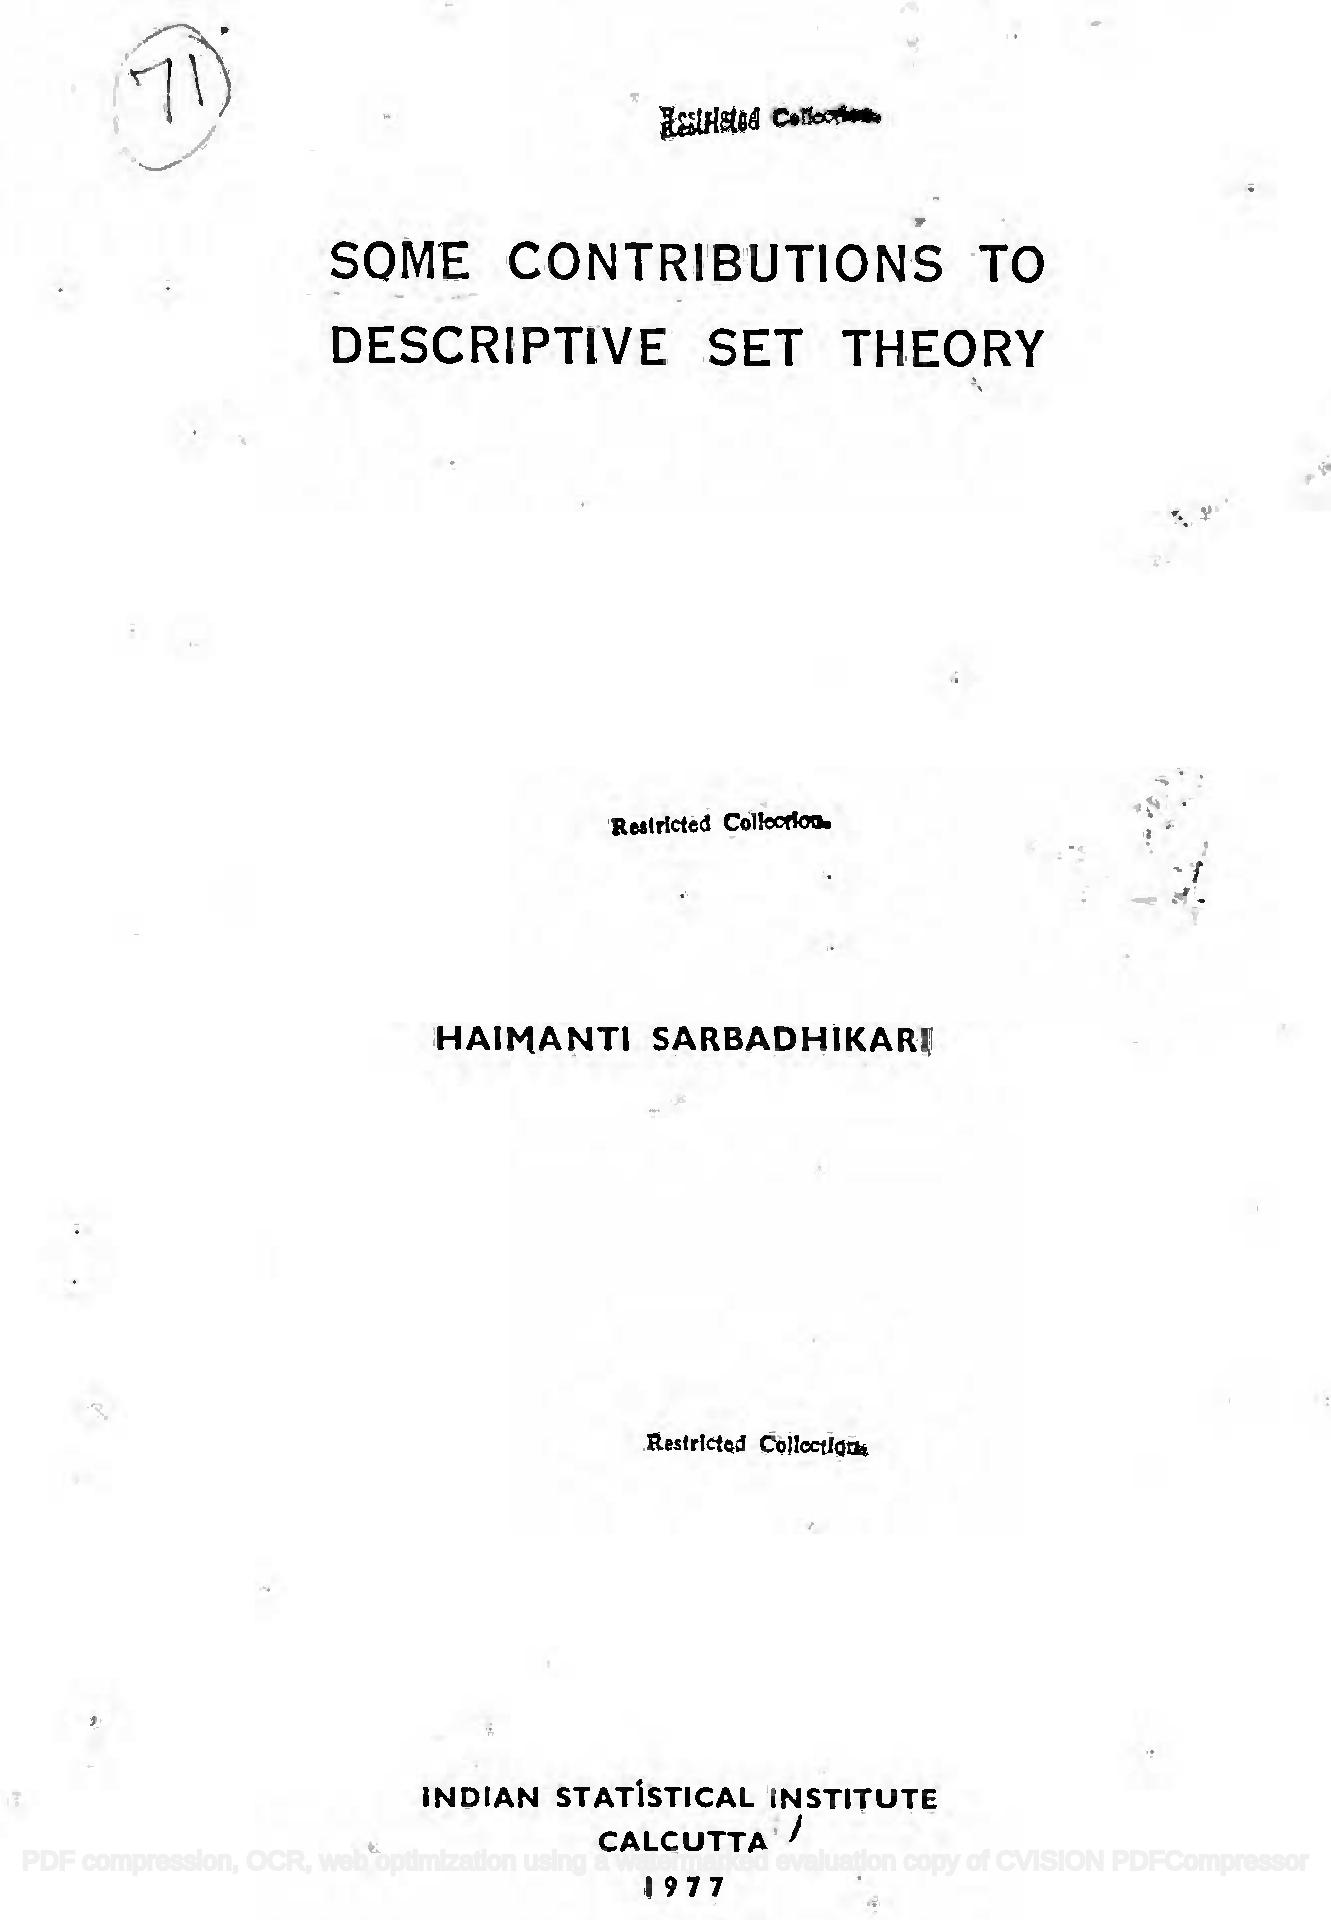 71
Restricted Collection.
SOME CONTRIBUTIONS TO
DESCRIPTIVE SET THEORY
Restricted Collection.
HAIMANTI SARBADHIKARI
Restricted Collection.
INDIAN STATISTICAL INSTITUTE
CALCUTTA
PDF compression, OCR, web optimization using a watermarked evaluation copy of CVISION PDFCompressor
1977